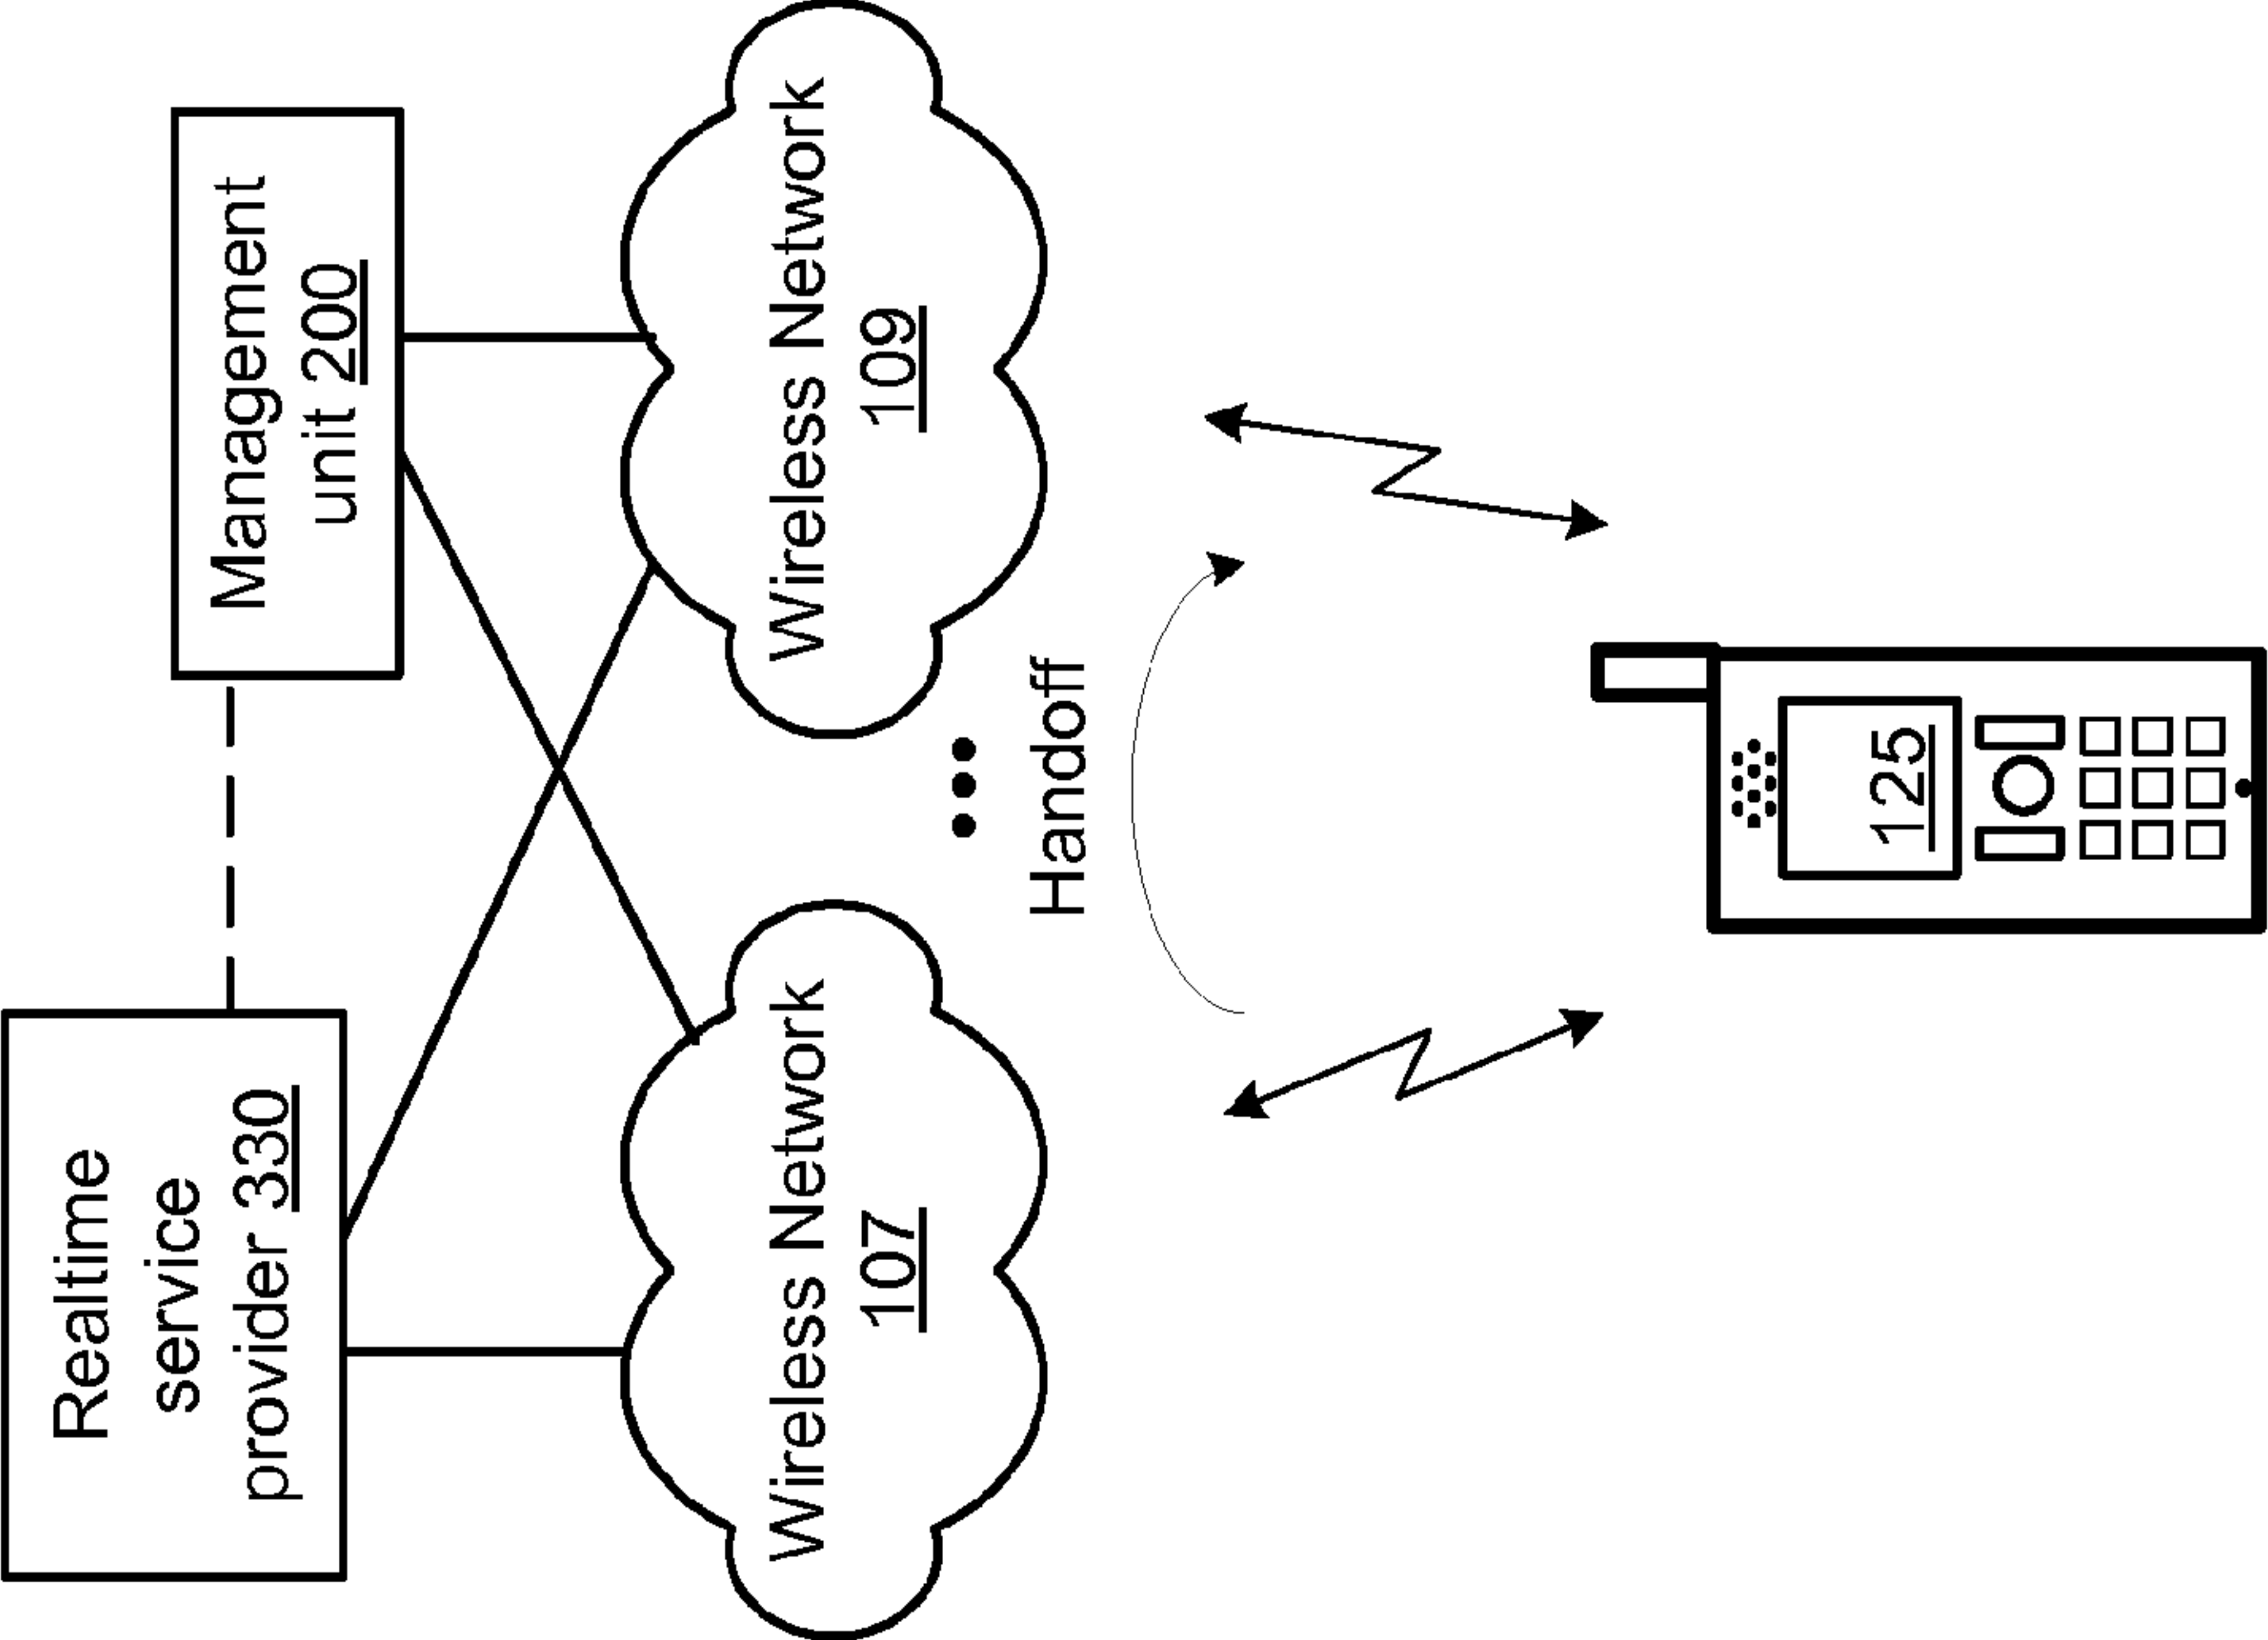 Realtime
service
provider 330
Management
unit 200
Wireless Network
107
Wireless Network
109
Handoff
125